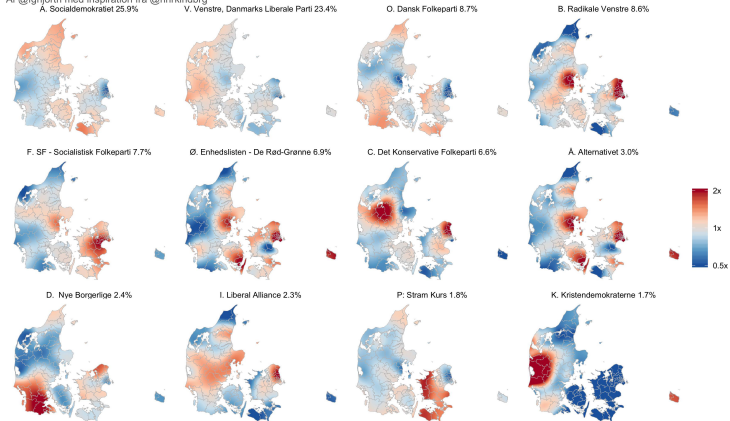 Af @fghjorth med inspiration fra @hnrklndbrg
A. Socialdemokratiet 25.9%
V. Venstre, Danmarks Liberale Parti 23.4%
O. Dansk Folkeparti 8.7%
B. Radikale Venstre 8.6%
F. SF - Socialistisk Folkeparti 7.7%
Ø. Enhedslisten - De Rød-Grønne 6.9%
C. Det Konservative Folkeparti 6.6%
Å. Alternativet 3.0%
2x
1x
0.5x
D. Nye Borgerlige 2.4%
I. Liberal Alliance 2.3%
P: Stram Kurs 1.8%
K. Kristendemokraterne 1.7%